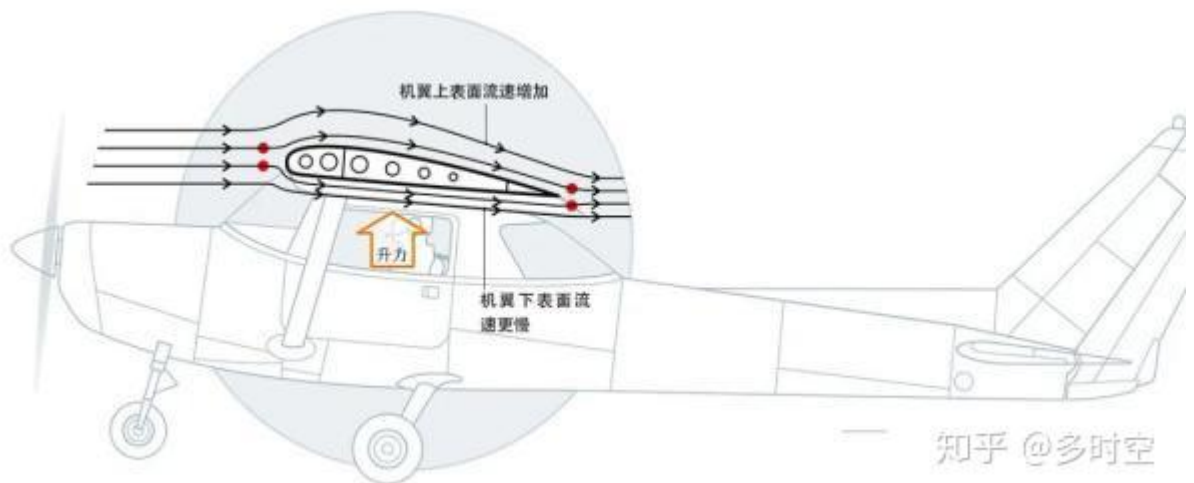 机翼上表面流速增加
升力
机翼下表面流
速更慢
知乎 @多时空